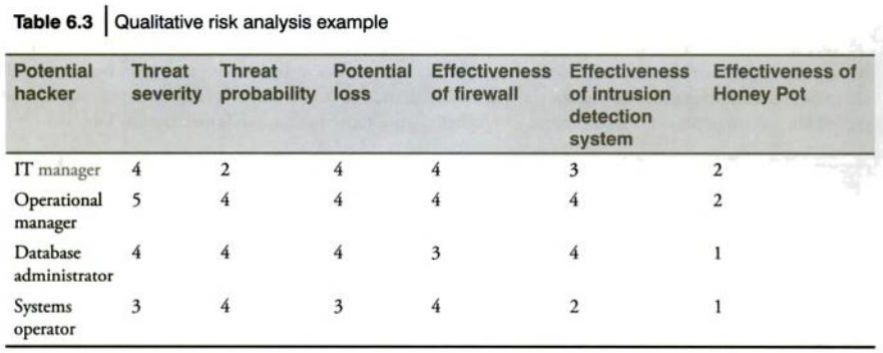 Table 6.3 | Qualitative risk analysis example
Potential hacker Threat severity Threat probability Potential loss Effectiveness of firewall Effectiveness of intrusion detection system Effectiveness of Honey Pot
IT manager 4 2 4 4 3 2
Operational manager 5 4 4 4 4 2
Database administrator 4 4 4 3 4 1
Systems operator 3 4 3 4 2 1